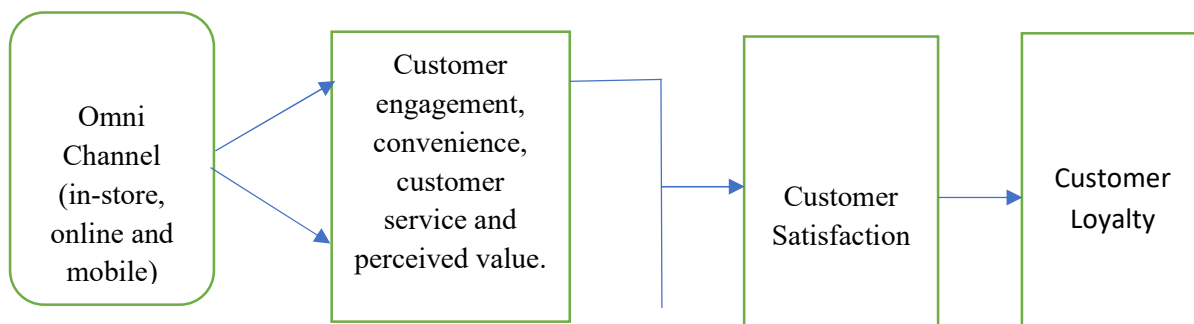 Omni
Channel
(in-store,
online and
mobile)
Customer
engagement,
convenience,
customer
service and
perceived value.
Customer
Satisfaction
Customer
Loyalty